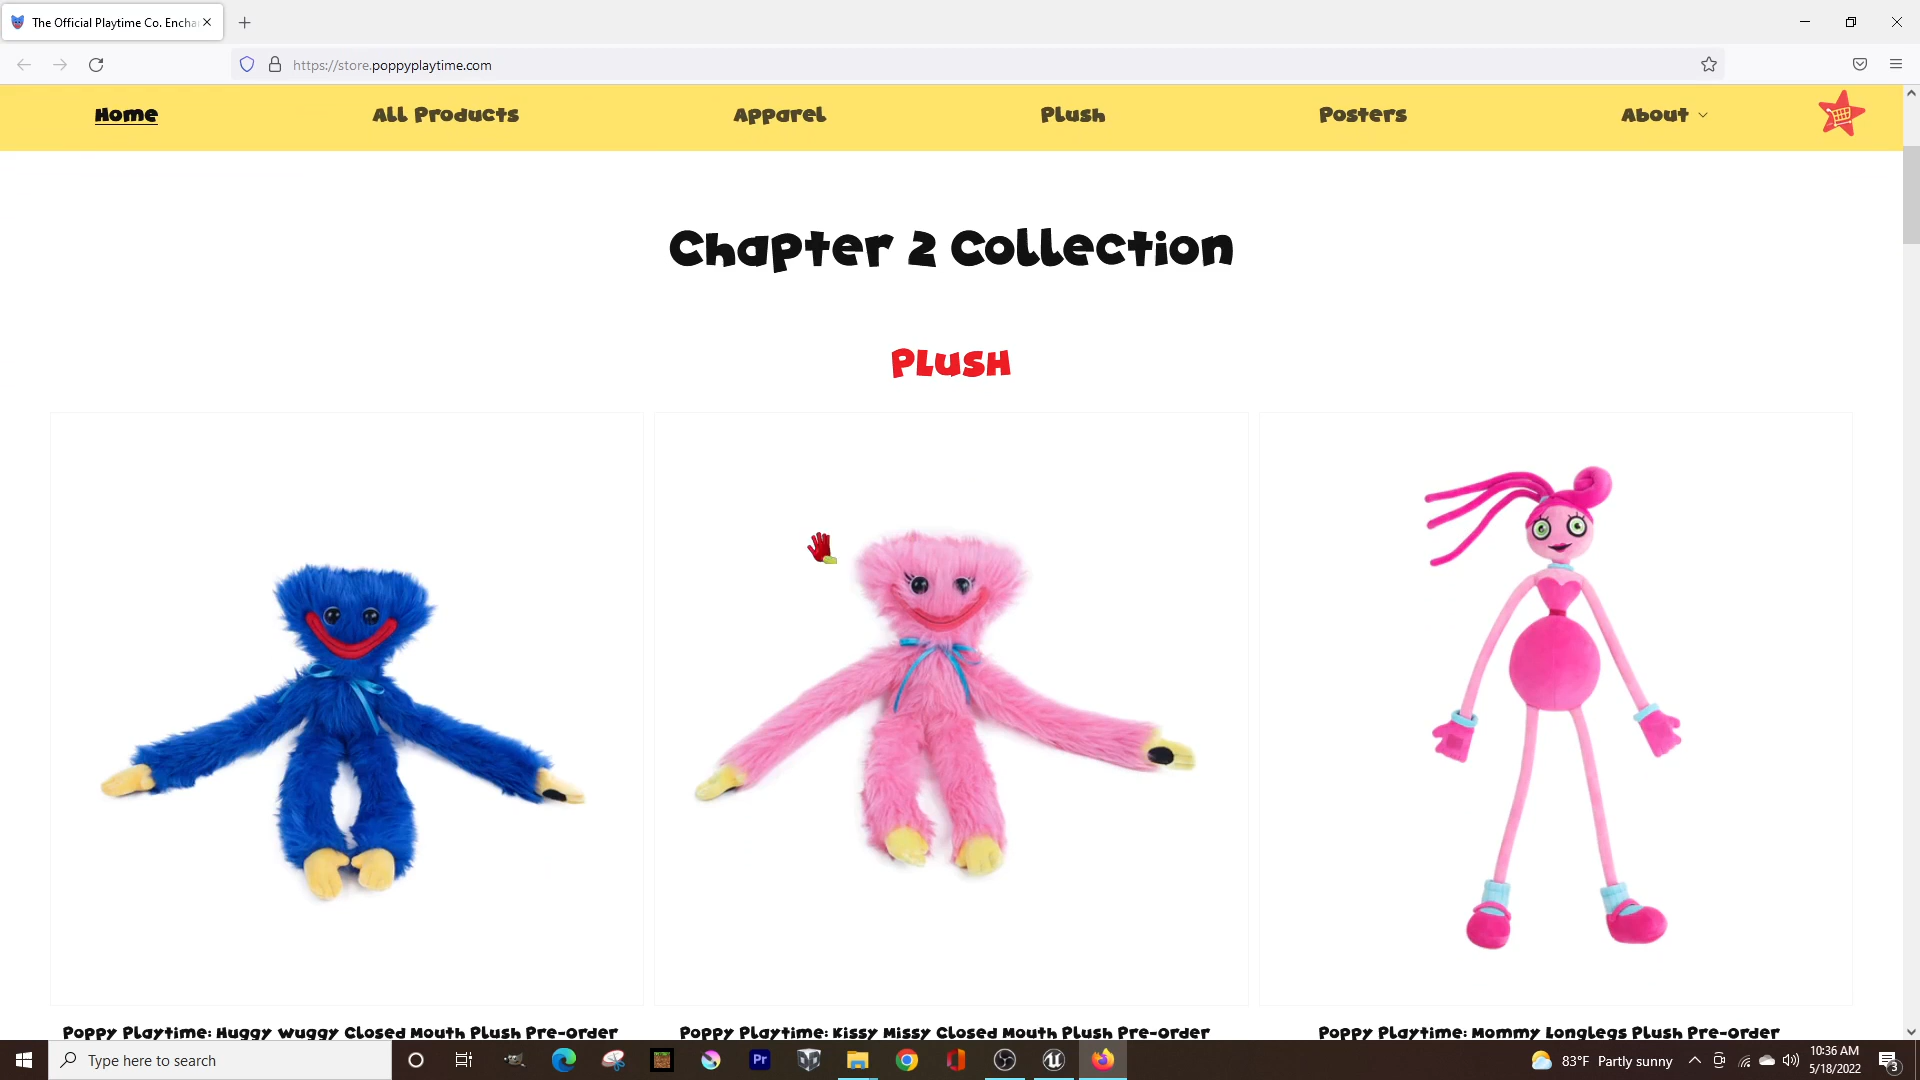 The Official Playtime Co. Encha
https://store.poppyplaytime.com
Home All Products Apparel Plush Posters About
Chapter 2 Collection
PLUSH
Poppy Playtime: Huggy Wuggy Closed Mouth Plush Pre-Order
Poppy Playtime: Kissy Missy Closed Mouth Plush Pre-Order
Poppy Playtime: Mommy Longlegs Plush Pre-Order
Type here to search
Pr
83°F Partly sunny
10:36 AM
5/18/2022
3